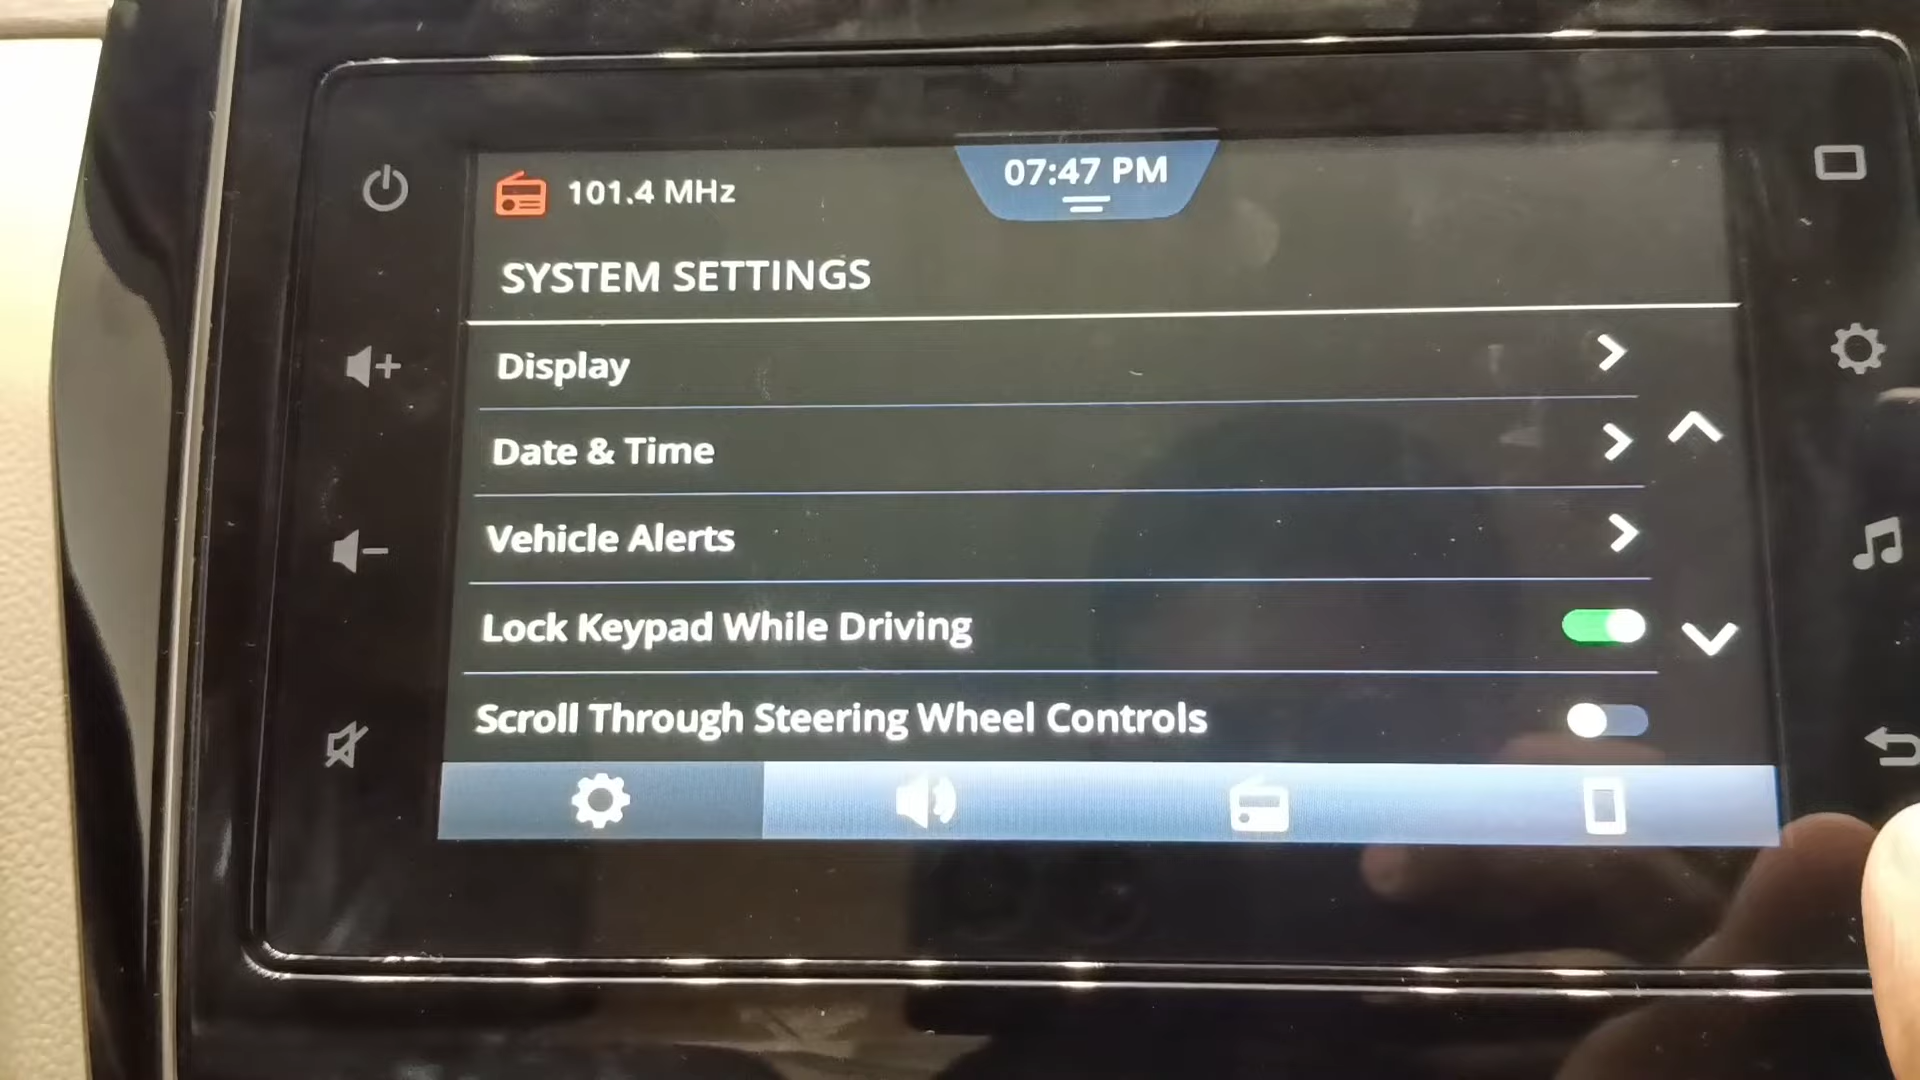 101.4 MHz
07:47 PM
SYSTEM SETTINGS
Display
Date & Time
Vehicle Alerts
Lock Keypad While Driving
Scroll Through Steering Wheel Controls